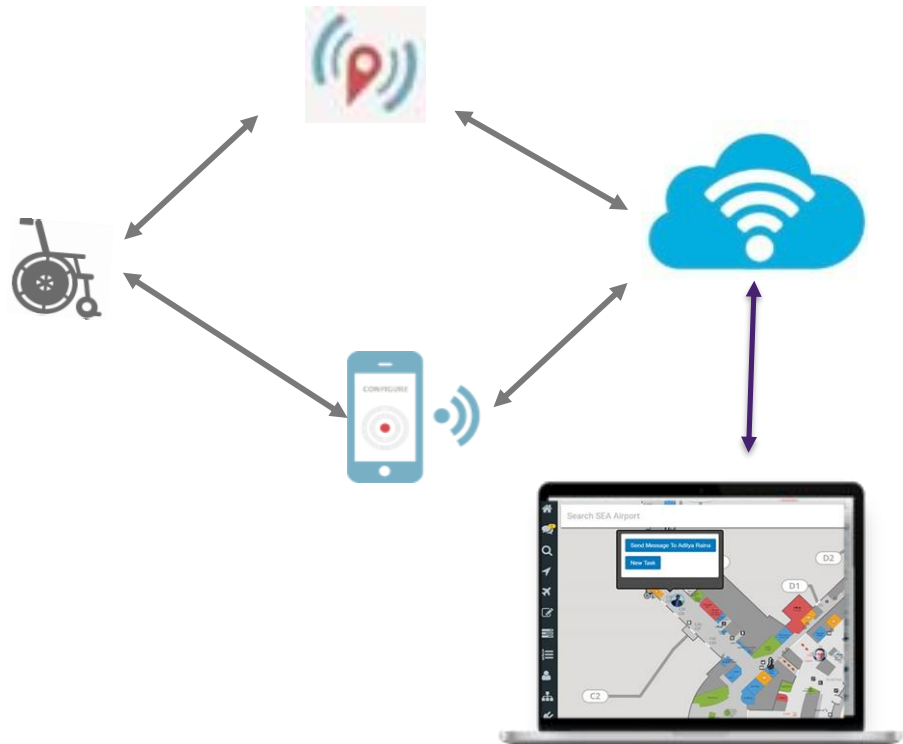 CONFIGURE
Search SEA Airport
Send Message To Aditya Raina
New Task
D2
D1
C2